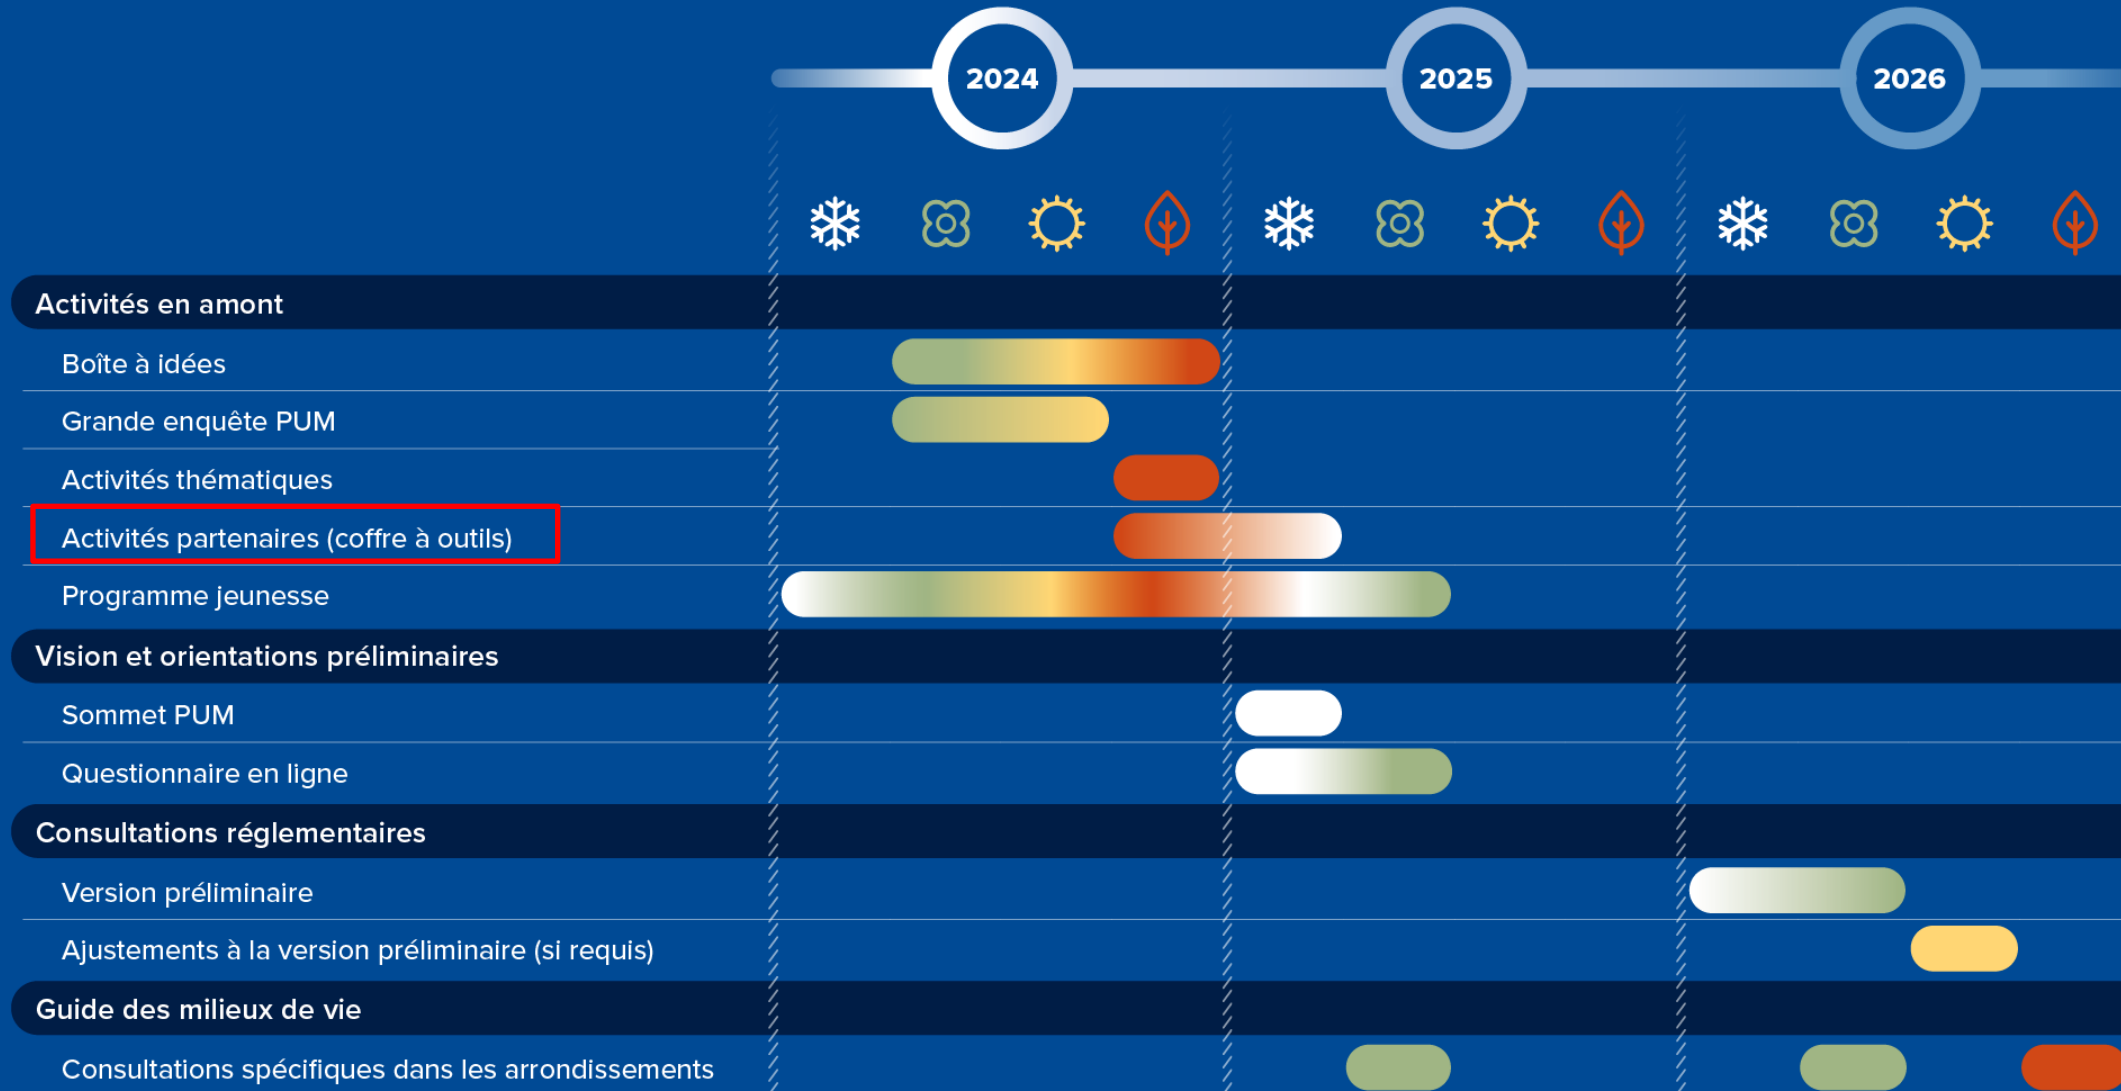 2024 2025 2026
Activités en amont
Boîte à idées
Grande enquête PUM
Activités thématiques
Activités partenaires (coffre à outils)
Programme jeunesse
Vision et orientations préliminaires
Sommet PUM
Questionnaire en ligne
Consultations réglementaires
Version préliminaire
Ajustements à la version préliminaire (si requis)
Guide des milieux de vie
Consultations spécifiques dans les arrondissements